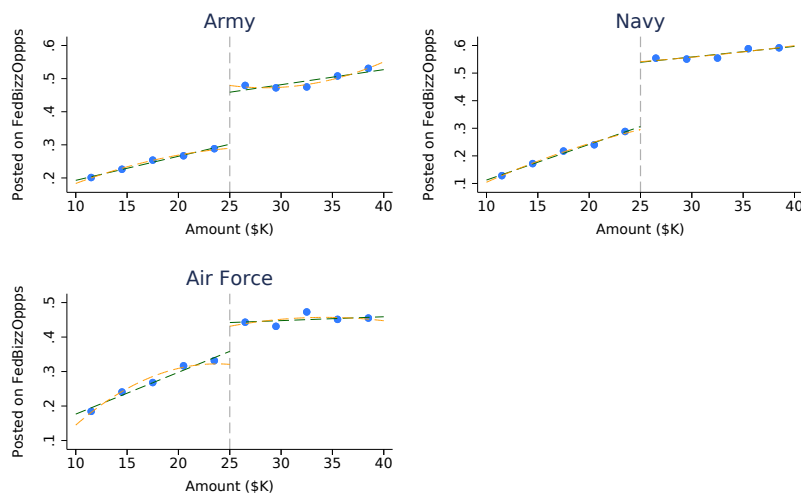 Army
Posted on FedBizzOppps
.2 .3 .4 .5 .6
10 15 20 25 30 35 40
Amount ($K)
Navy
Posted on FedBizzOppps
.1 .2 .3 .4 .5 .6
10 15 20 25 30 35 40
Amount ($K)
Air Force
Posted on FedBizzOppps
.1 .2 .3 .4 .5
10 15 20 25 30 35 40
Amount ($K)